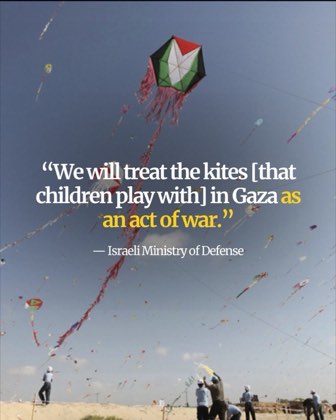 “We will treat the kites [that
children play with] in Gaza as
an act of war.”
— Israeli Ministry of Defense